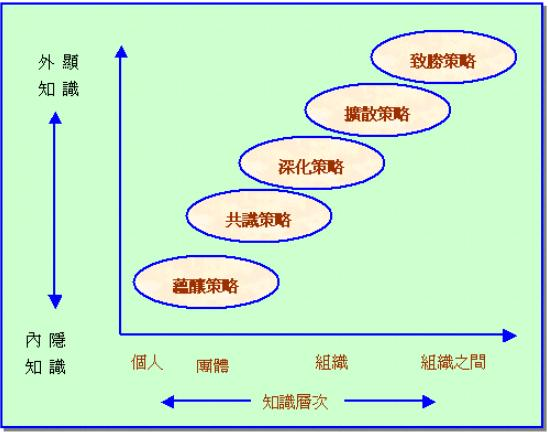 外 顯
知 識
致勝策略
擴散策略
深化策略
共識策略
蘊釀策略
內 隱
知 識
個人
團體
組織
組織之間
知識層次